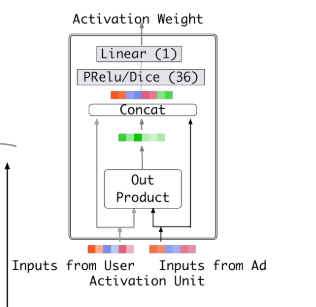 Activation Weight
Linear (1)
PRelu/Dice (36)
Concat
Out
Product
Inputs from User
Inputs from Ad
Activation Unit